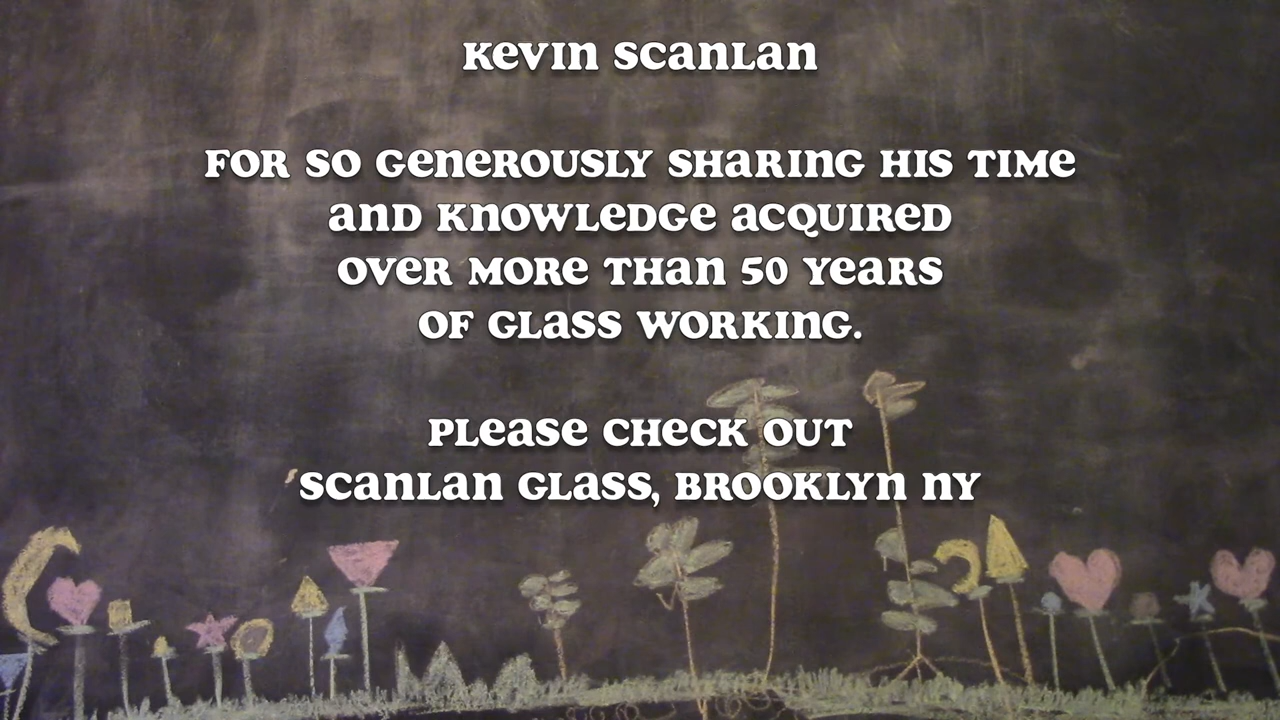 Kevin Scanlan
For so generously sharing his time
and knowledge acquired
over more than 50 years
of glass working.
Please check out
Scanlan Glass, Brooklyn NY